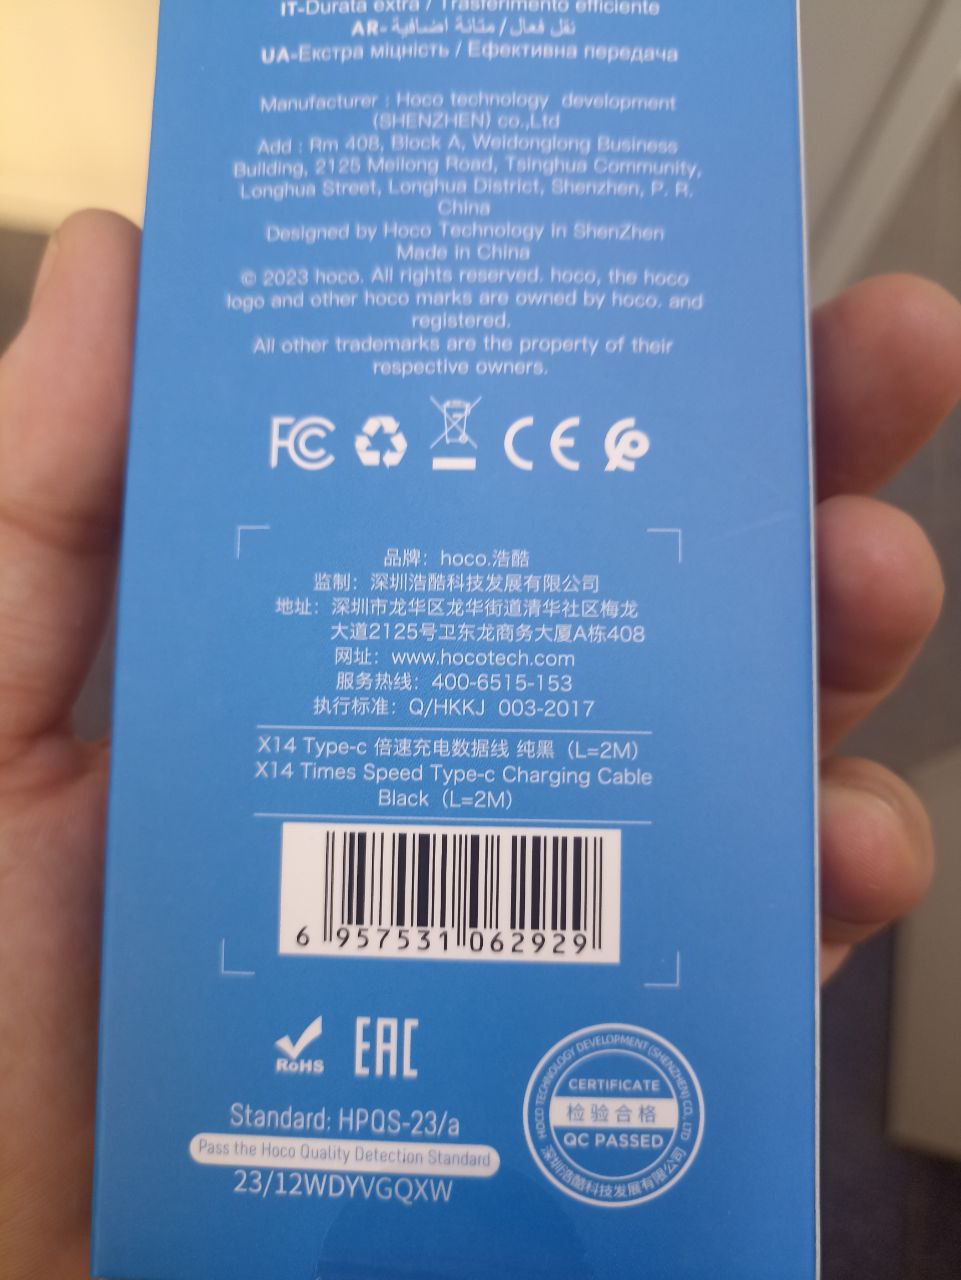 IT-Durata extra / Trasferimento efficiente
AR- نقل فعال / متانة اضافية
UA-Екстра міцність / Ефективна передача
Manufacturer : Hoco technology development
(SHENZHEN) co.,Ltd
Add : Rm 408, Block A, Weidonglong Business
Building, 2125 Meilong Road, Tsinghua Community,
Longhua Street, Longhua District, Shenzhen, P. R.
China
Designed by Hoco Technology in ShenZhen
Made in China
© 2023 hoco. All rights reserved. hoco, the hoco
logo and other hoco marks are owned by hoco. and
registered.
All other trademarks are the property of their
respective owners.
FC CE
品牌：hoco.浩酷
监制：深圳浩酷科技发展有限公司
地址：深圳市龙华区龙华街道清华社区梅龙
大道2125号卫东龙商务大厦A栋408
网址：www.hocotech.com
服务热线：400-6515-153
执行标准：Q/HKKJ 003-2017
X14 Type-c 倍速充电数据线 纯黑（L=2M）
X14 Times Speed Type-c Charging Cable
Black（L=2M）
6 957531 062929
RoHS EAC
Standard: HPQS-23/a
Pass the Hoco Quality Detection Standard
23/12WDYVGQXW
HOCO TECHNOLOGY DEVELOPMENT (SHENZHEN) CO., LTD
CERTIFICATE
检验合格
QC PASSED
深圳浩酷科技发展有限公司